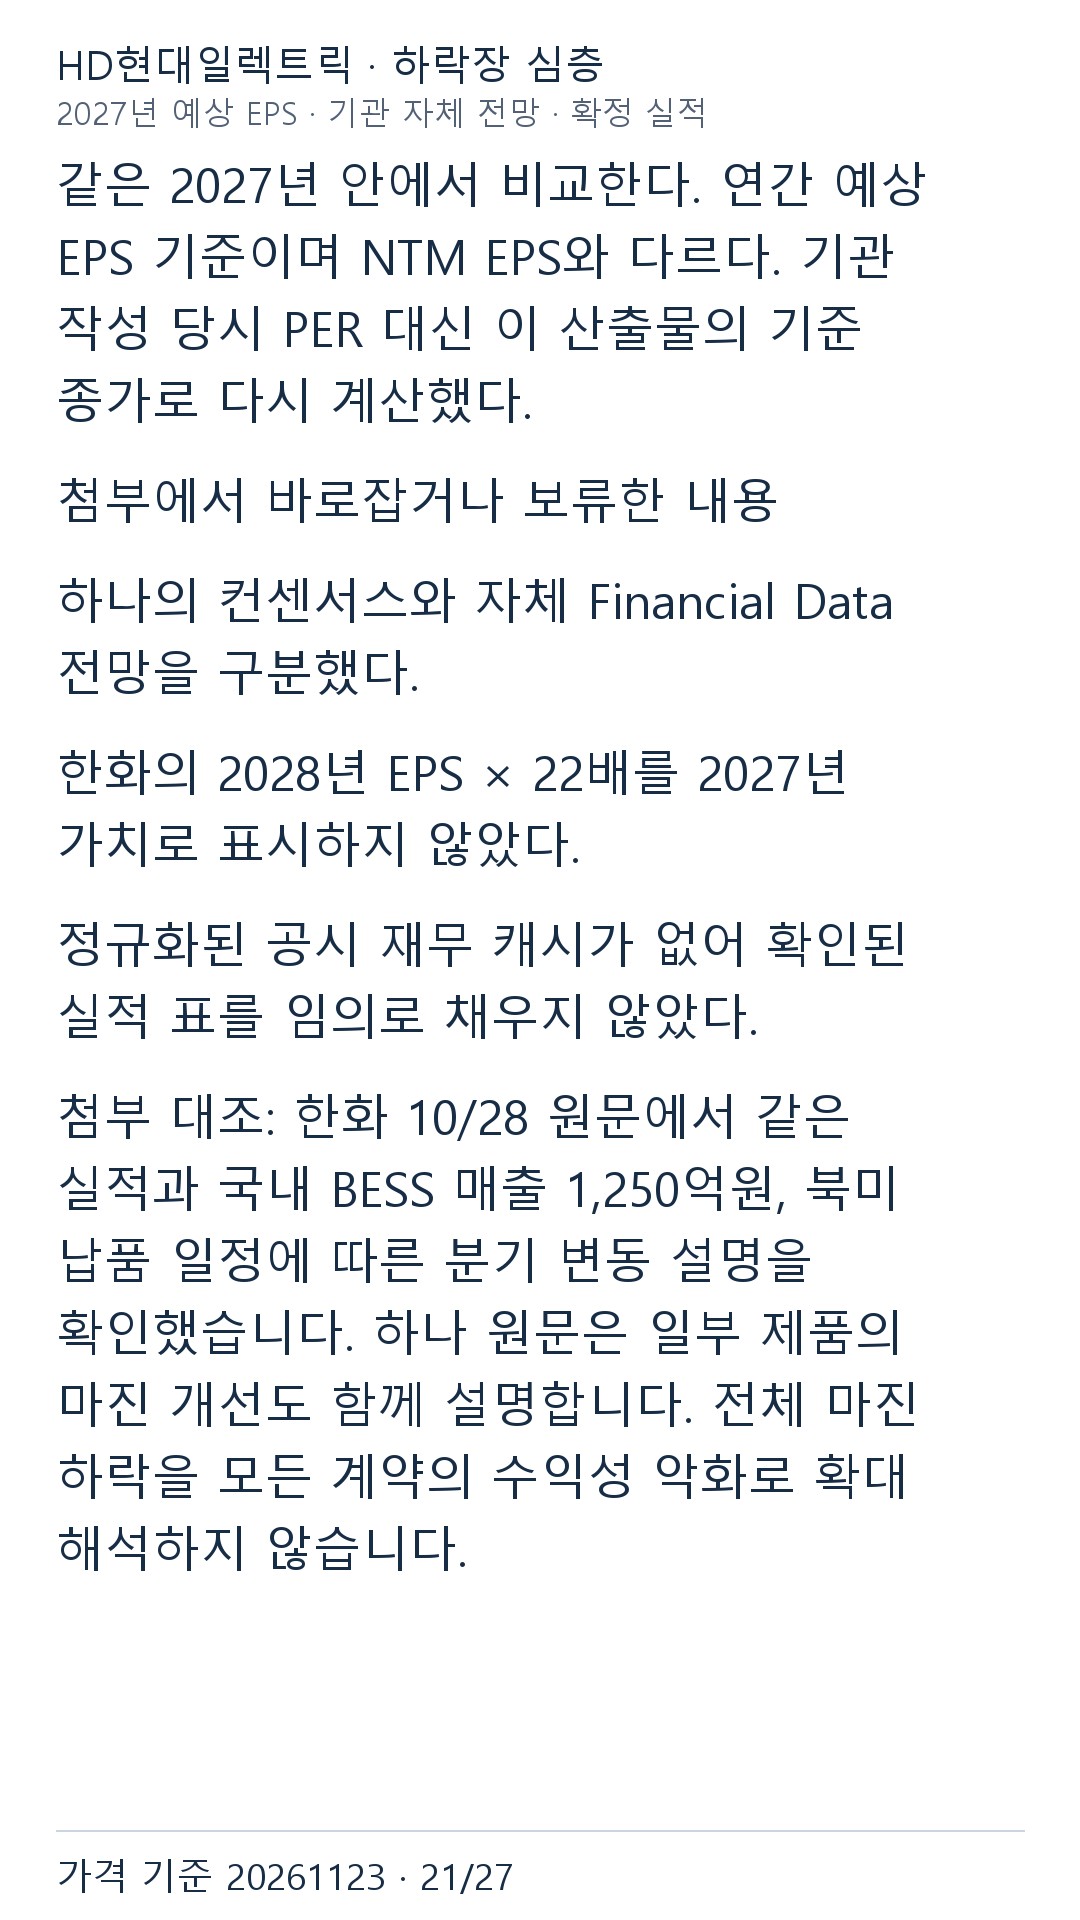 HD현대일렉트릭 · 하락장 심층
2027년 예상 EPS · 기관 자체 전망 · 확정 실적
같은 2027년 안에서 비교한다. 연간 예상
EPS 기준이며 NTM EPS와 다르다. 기관
작성 당시 PER 대신 이 산출물의 기준
종가로 다시 계산했다.
첨부에서 바로잡거나 보류한 내용
하나의 컨센서스와 자체 Financial Data
전망을 구분했다.
한화의 2028년 EPS × 22배를 2027년
가치로 표시하지 않았다.
정규화된 공시 재무 캐시가 없어 확인된
실적 표를 임의로 채우지 않았다.
첨부 대조: 한화 10/28 원문에서 같은
실적과 국내 BESS 매출 1,250억원, 북미
납품 일정에 따른 분기 변동 설명을
확인했습니다. 하나 원문은 일부 제품의
마진 개선도 함께 설명합니다. 전체 마진
하락을 모든 계약의 수익성 악화로 확대
해석하지 않습니다.
가격 기준 20261123 · 21/27